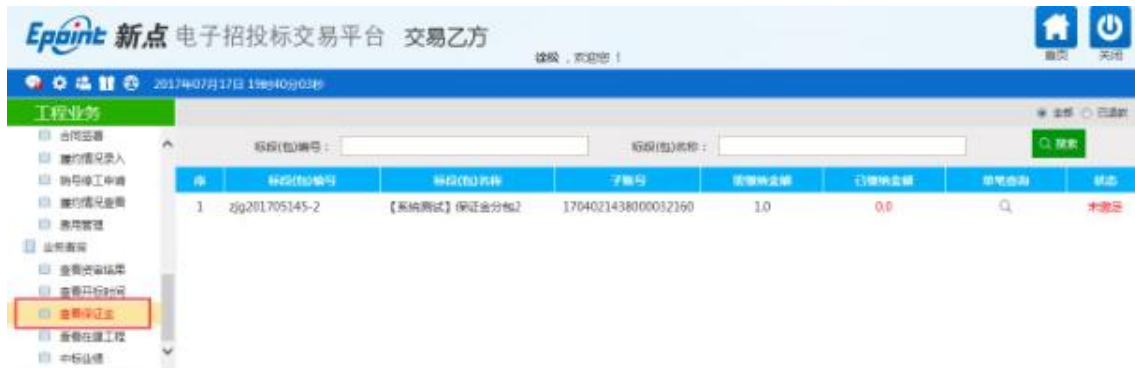 Epoint 新点 电子招投标交易平台 交易乙方
徐级，欢迎您！
首页 关闭
2017年07月17日 19时40分03秒
工程业务
全部 已退款
合同签署
标段(包)编号：
标段(包)名称：
搜索
履约情况录入
序 标段(包)编号 标段(包)名称 子账号 需缴纳金额 已缴纳金额 单笔查询 状态
履约情况查看
1 zjg201705145-2 【系统测试】保证金分包2 1704021438000032160 1.0 0.0 未缴足
费用管理
业务查询
查看资审结果
查看开标时间
查看保证金
查看在建工程
中标业绩